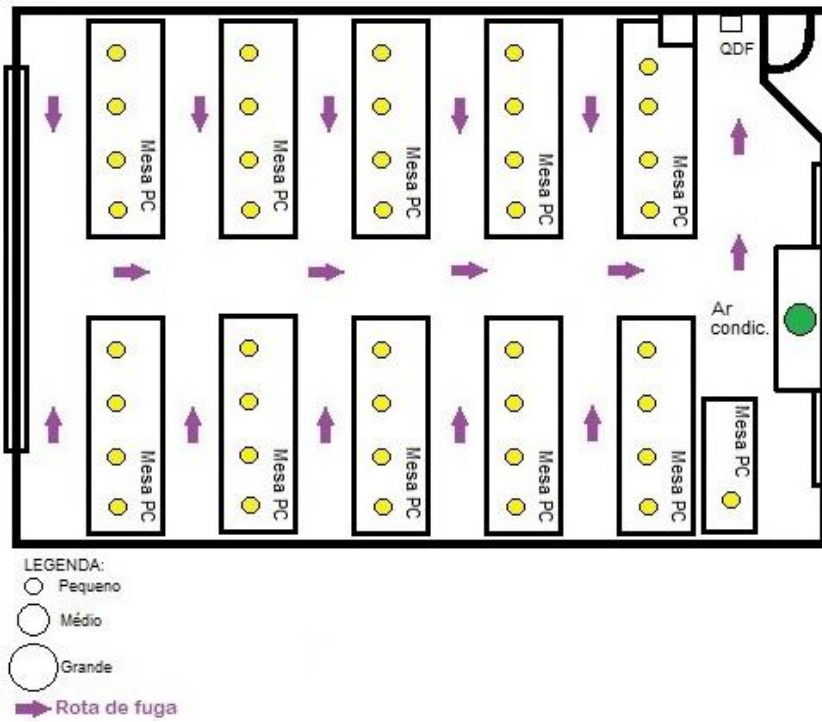 QDF
Mesa PC
Mesa PC
Mesa PC
Mesa PC
Mesa PC
Ar
condic.
Mesa PC
Mesa PC
Mesa PC
Mesa PC
Mesa PC
Mesa PC
LEGENDA:
Pequeno
Médio
Grande
Rota de fuga